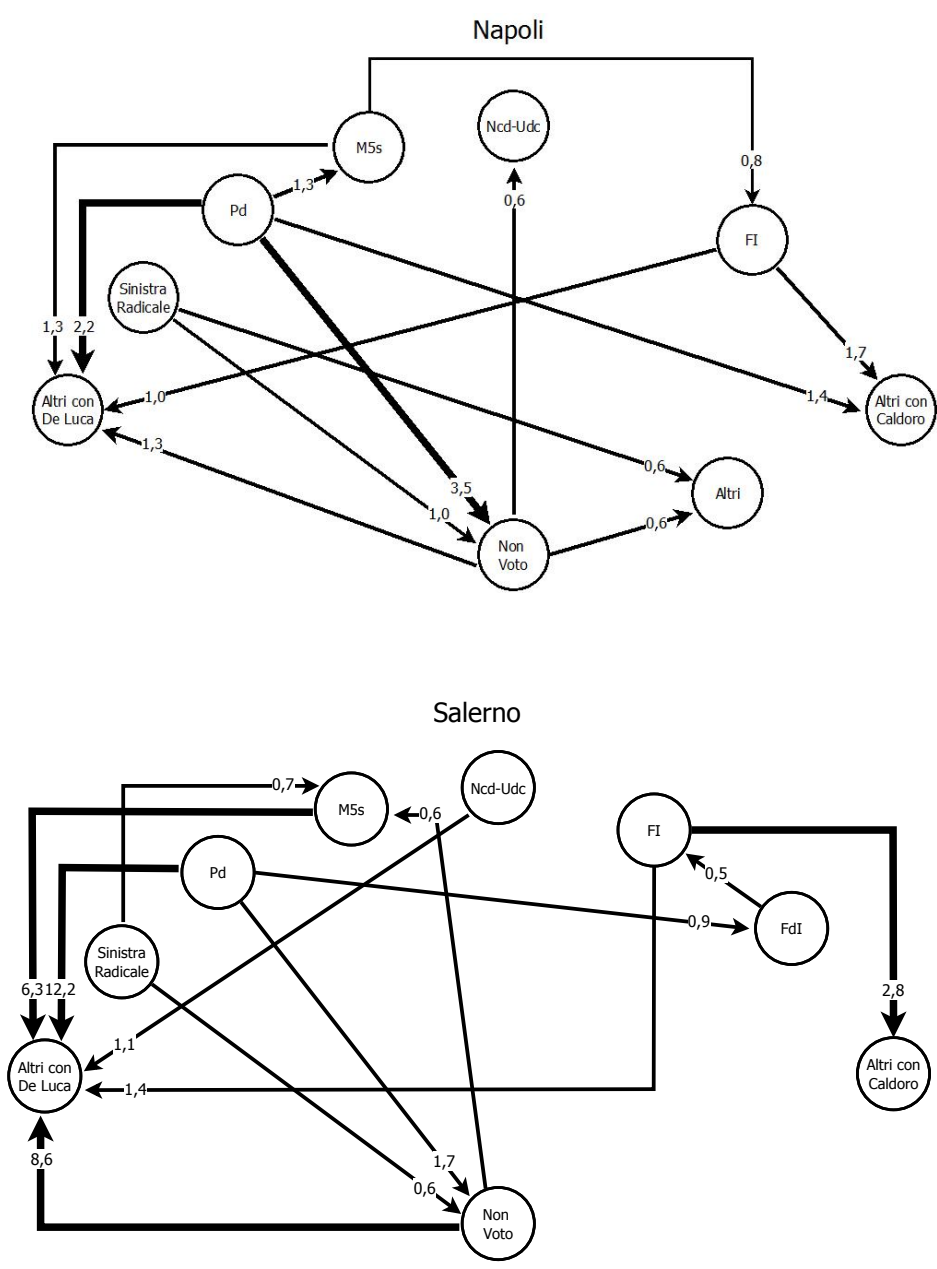 Napoli
Ncd-Udc
M5s
0,8
1,3
0,6
Pd
FI
Sinistra
Radicale
1,3
2,2
1,7
1,0
1,4
Altri con
De Luca
Altri con
Caldoro
1,3
0,6
3,5
Altri
1,0
0,6
Non
Voto
Salerno
0,7
Ncd-Udc
M5s
0,6
FI
Pd
0,5
0,9
FdI
Sinistra
Radicale
6,3
12,2
2,8
1,1
Altri con
De Luca
Altri con
Caldoro
1,4
8,6
1,7
0,6
Non
Voto